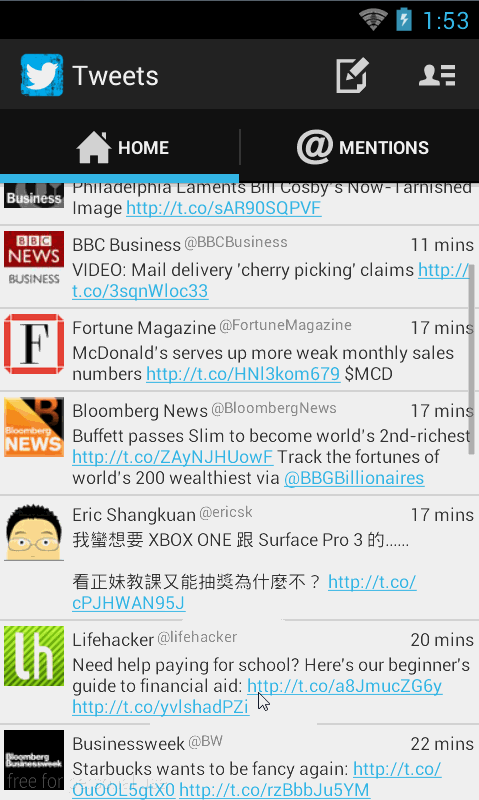 1:53
Tweets
HOME
MENTIONS
Business
Philadelphia Laments Bill Cosby's Now-Tarnished
Image http://t.co/sAR90SQPVF
BBC
NEWS
BUSINESS
BBC Business @BBCBusiness 11 mins
VIDEO: Mail delivery 'cherry picking' claims http://
t.co/3sqnWloc33
F
Fortune Magazine @FortuneMagazine 17 mins
McDonald's serves up more weak monthly sales
numbers http://t.co/HNl3kom679 $MCD
B
Bloomberg
NEWS
Bloomberg News @BloombergNews 17 mins
Buffett passes Slim to become world's 2nd-richest
http://t.co/ZAyNJHUowF Track the fortunes of
world's 200 wealthiest via @BBGBillionaires
Eric Shangkuan @ericsk 17 mins
我蠻想要 XBOX ONE 跟 Surface Pro 3 的......
看正妹教課又能抽獎為什麼不？ http://t.co/
cPJHWAN95J
lh
Lifehacker @lifehacker 20 mins
Need help paying for school? Here's our beginner's
guide to financial aid: http://t.co/a8JmucZG6y
http://t.co/yvlshadPZi
Bloomberg
Businessweek
Businessweek @BW 22 mins
Starbucks wants to be fancy again: http://t.co/
OuOOL5gtX0 http://t.co/rzBbbJu5YM
free for